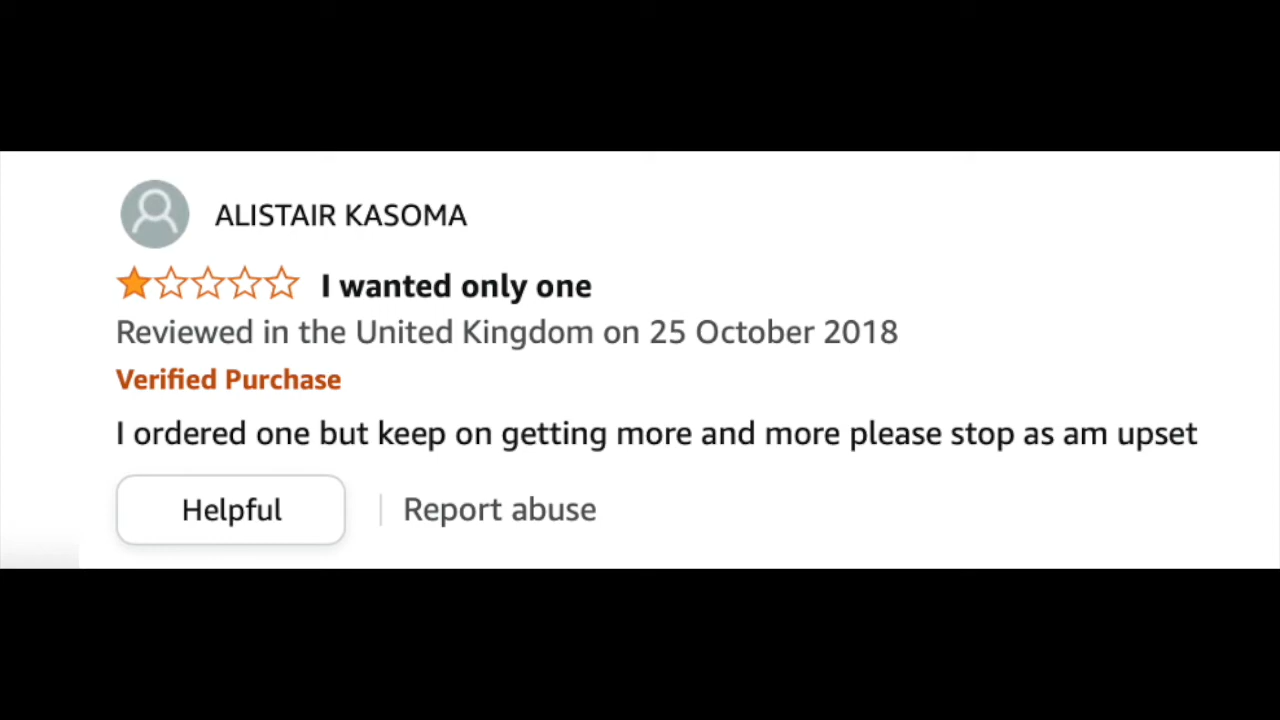 ALISTAIR KASOMA
I wanted only one
Reviewed in the United Kingdom on 25 October 2018
Verified Purchase
I ordered one but keep on getting more and more please stop as am upset
Helpful | Report abuse